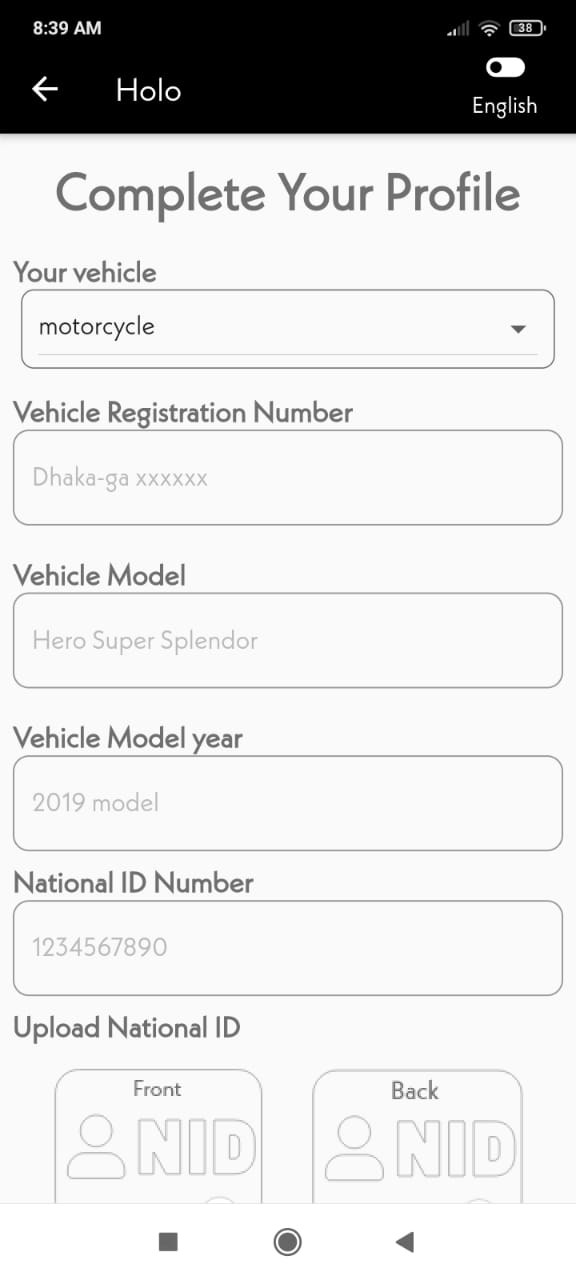 8:39 AM
38
Holo
English
Complete Your Profile
Your vehicle
motorcycle
Vehicle Registration Number
Dhaka-ga xxxxxx
Vehicle Model
Hero Super Splendor
Vehicle Model year
2019 model
National ID Number
1234567890
Upload National ID
Front
Back
NID
NID